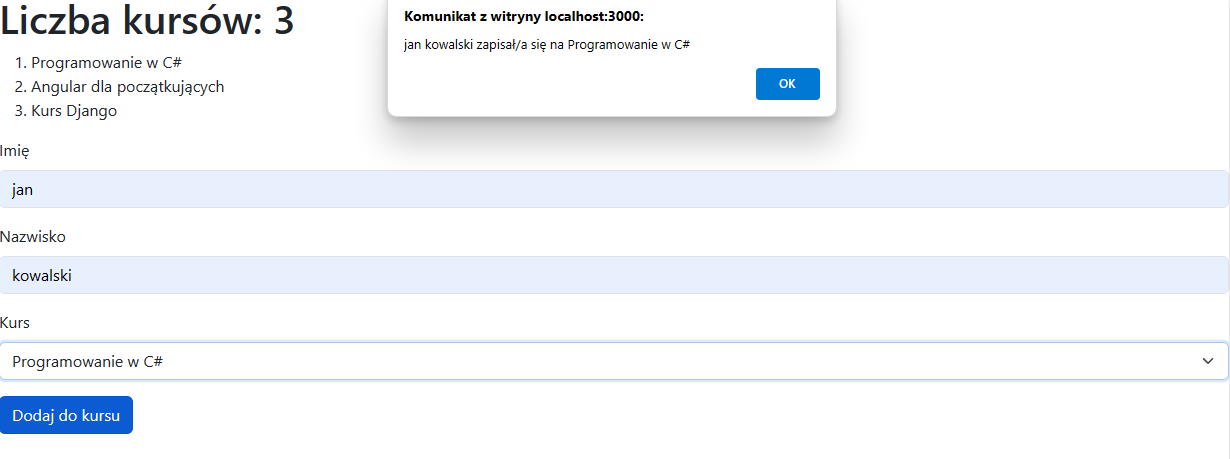 Liczba kursów: 3
1. Programowanie w C#
2. Angular dla początkujących
3. Kurs Django
Komunikat z witryny localhost:3000:
jan kowalski zapisał/a się na Programowanie w C#
OK
Imię
jan
Nazwisko
kowalski
Kurs
Programowanie w C#
Dodaj do kursu